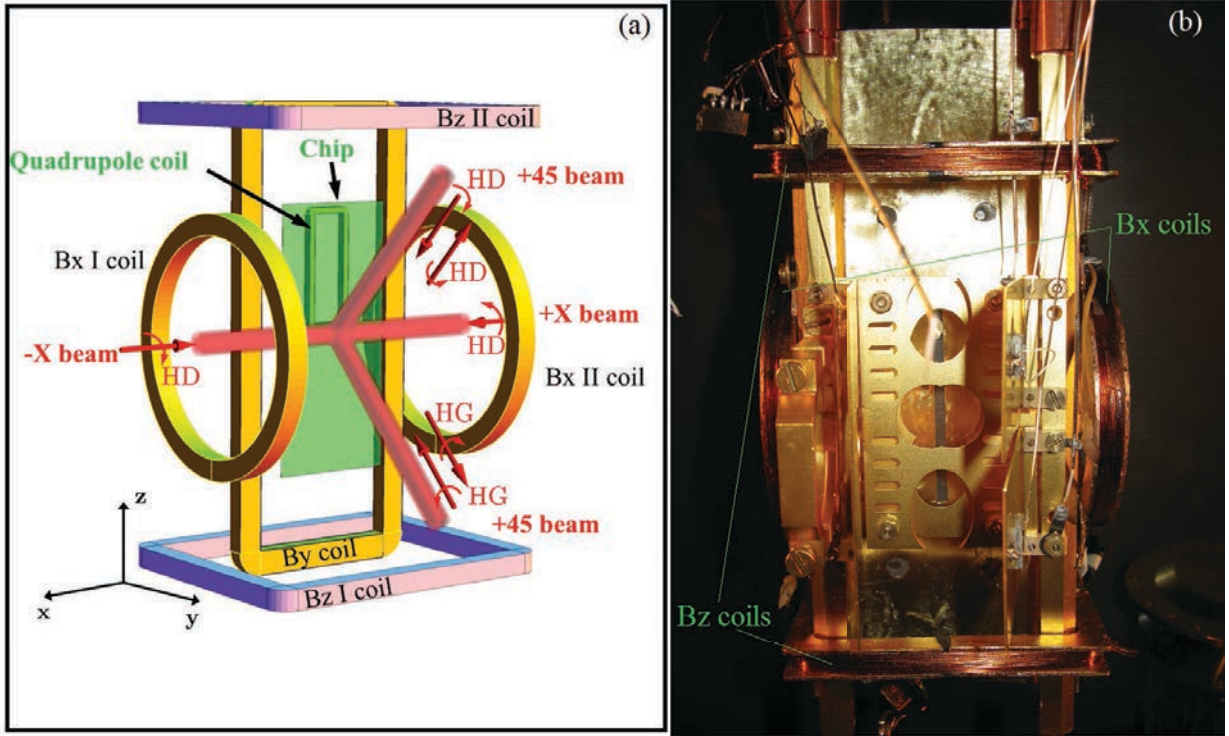 (a)
Bz II coil
Chip
Quadrupole coil
HD
+45 beam
Bx I coil
HD
+X beam
-X beam
HD
HD
Bx II coil
HG
HG
+45 beam
z
By coil
x
y
Bz I coil
(b)
Bx coils
Bz coils